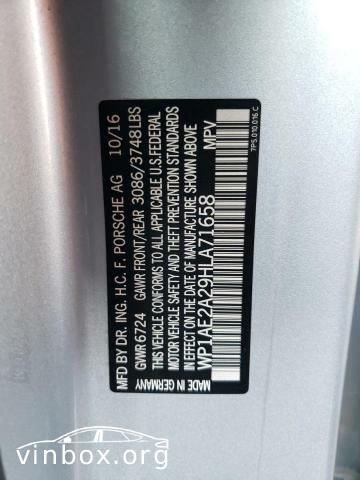 MFD BY DR. ING. H.C. F. PORSCHE AG 10/16
GVWR 6724 GAWR FRONT/REAR 3086/3748LBS
THIS VEHICLE CONFORMS TO ALL APPLICABLE U.S.FEDERAL
MOTOR VEHICLE SAFETY AND THEFT PREVENTION STANDARDS
IN EFFECT ON THE DATE OF MANUFACTURE SHOWN ABOVE
WP1AE2A29HLA71658 MPV
MADE IN GERMANY
7P5.010.016 C
vinbox.org